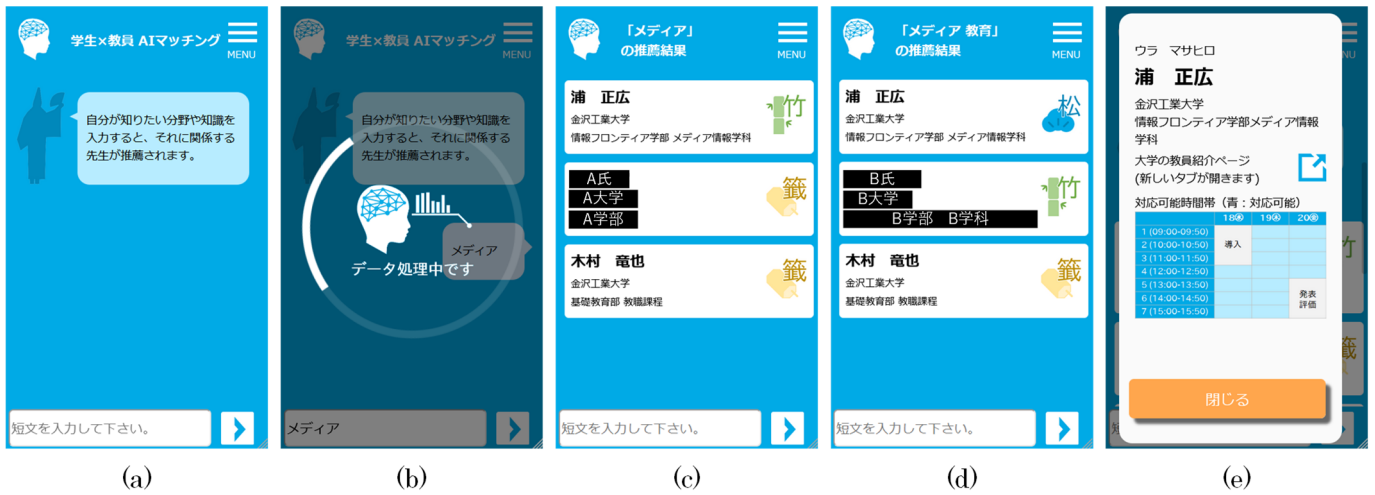 学生×教員 AIマッチング
MENU
自分が知りたい分野や知識を
入力すると、それに関係する
先生が推薦されます。
短文を入力して下さい。
(a)
学生×教員 AIマッチング
MENU
自分が知りたい分野や知識を
入力すると、それに関係する
先生が推薦されます。
メディア
データ処理中です
メディア
(b)
「メディア」
の推薦結果
MENU
浦 正広
金沢工業大学
情報フロンティア学部 メディア情報学科
竹
A氏
A大学
A学部
籤
木村 竜也
金沢工業大学
基礎教育部 教職課程
籤
短文を入力して下さい。
(c)
「メディア 教育」
の推薦結果
MENU
浦 正広
金沢工業大学
情報フロンティア学部 メディア情報学科
松
B氏
B大学
B学部 B学科
竹
木村 竜也
金沢工業大学
基礎教育部 教職課程
籤
短文を入力して下さい。
(d)
ウラ マサヒロ
浦 正広
金沢工業大学
情報フロンティア学部メディア情報
学科
大学の教員紹介ページ
(新しいタブが開きます)
対応可能時間帯（青：対応可能）
18㊎ 19㊏ 20㊐
1 (09:00-09:50)
2 (10:00-10:50) 導入
3 (11:00-11:50)
4 (12:00-12:50)
5 (13:00-13:50)
6 (14:00-14:50) 発表
評価
7 (15:00-15:50)
竹
籤
閉じる
(e)